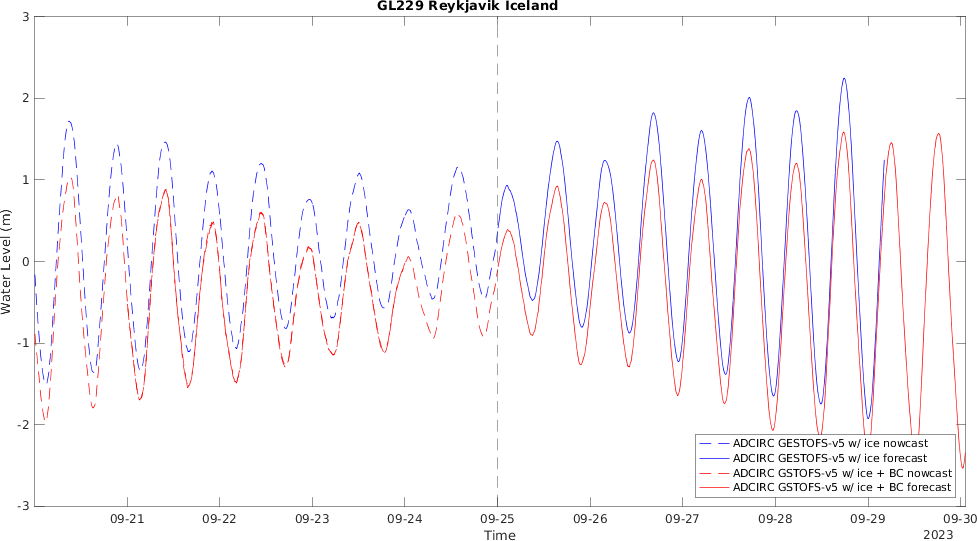 GL229 Reykjavik Iceland
3
2
1
0
-1
-2
-3
Water Level (m)
ADCIRC GESTOFS-v5 w/ ice nowcast
ADCIRC GESTOFS-v5 w/ ice forecast
ADCIRC GSTOFS-v5 w/ ice + BC nowcast
ADCIRC GSTOFS-v5 w/ ice + BC forecast
09-21 09-22 09-23 09-24 09-25 09-26 09-27 09-28 09-29 09-30
Time
2023